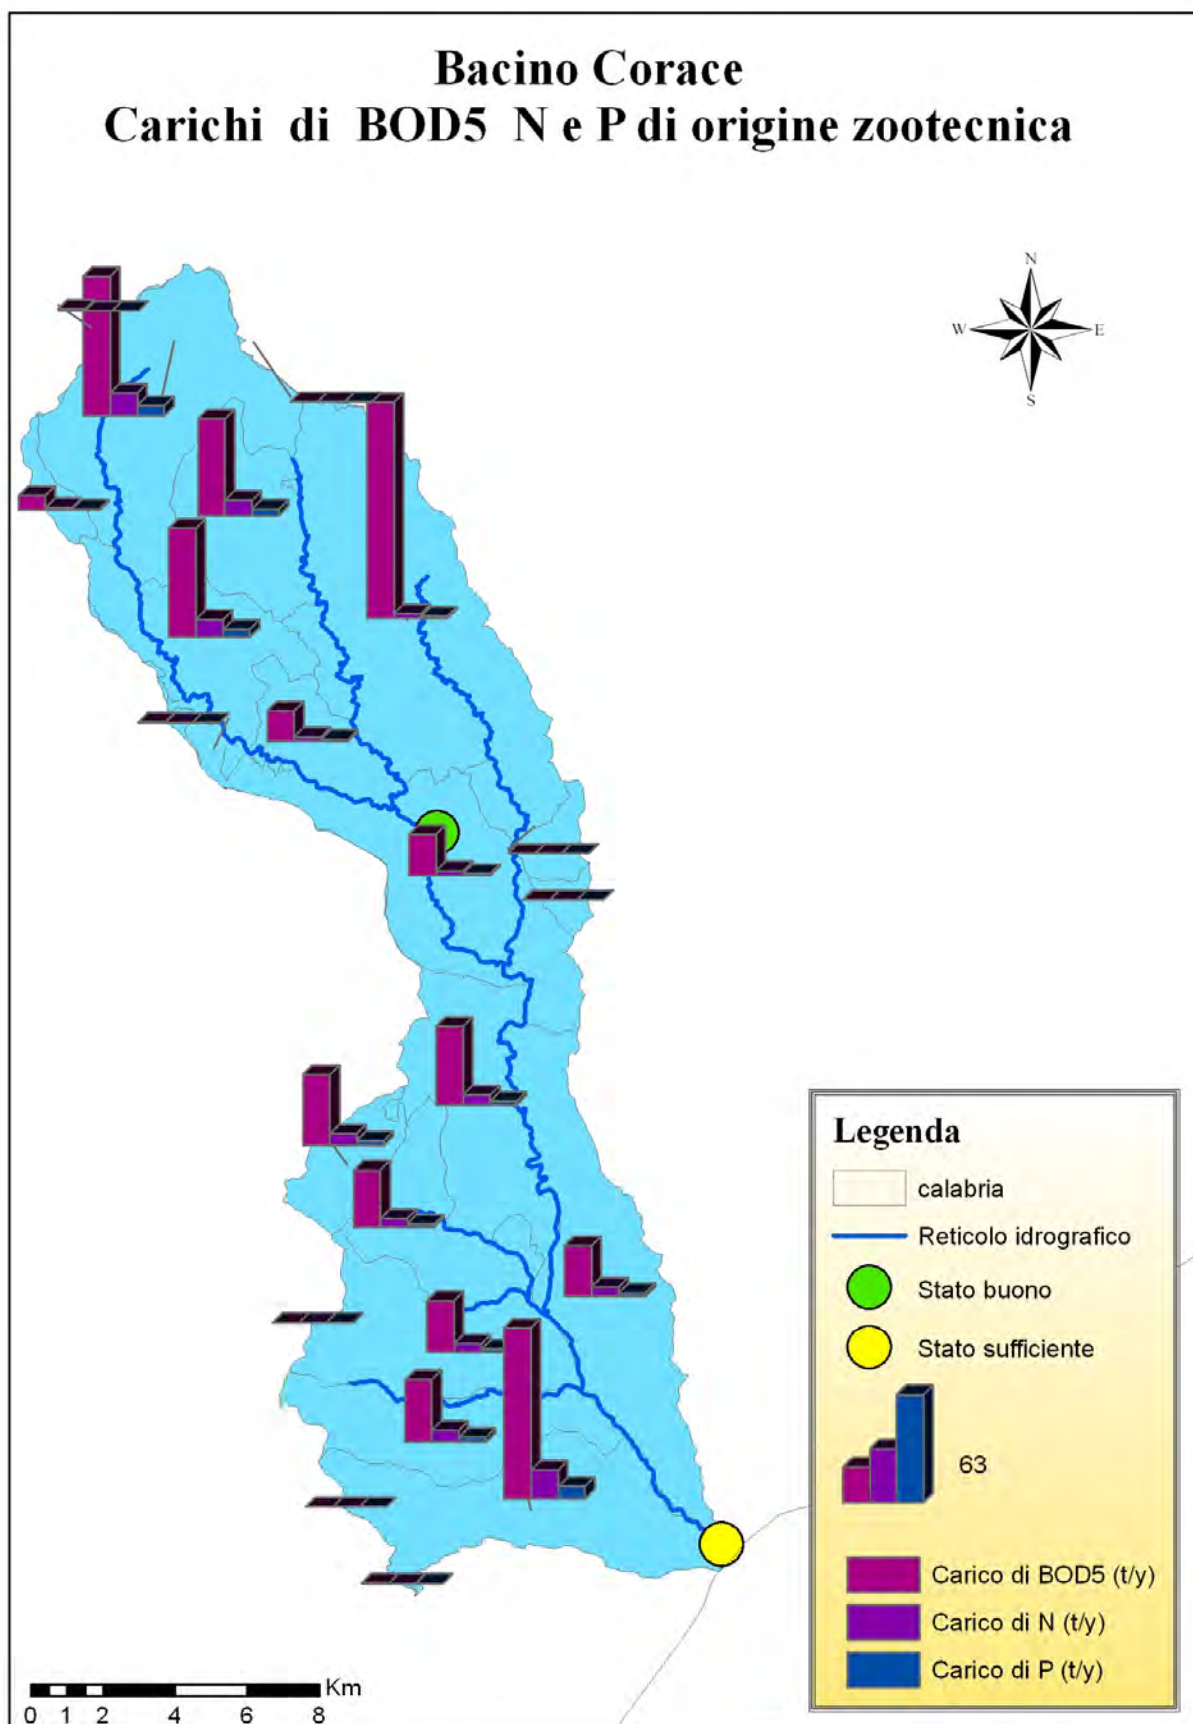 Bacino Corace
Carichi di BOD5 N e P di origine zootecnica
N
W
E
S
Legenda
calabria
Reticolo idrografico
Stato buono
Stato sufficiente
63
Carico di BOD5 (t/y)
Carico di N (t/y)
Carico di P (t/y)
Km
0 1 2 4 6 8